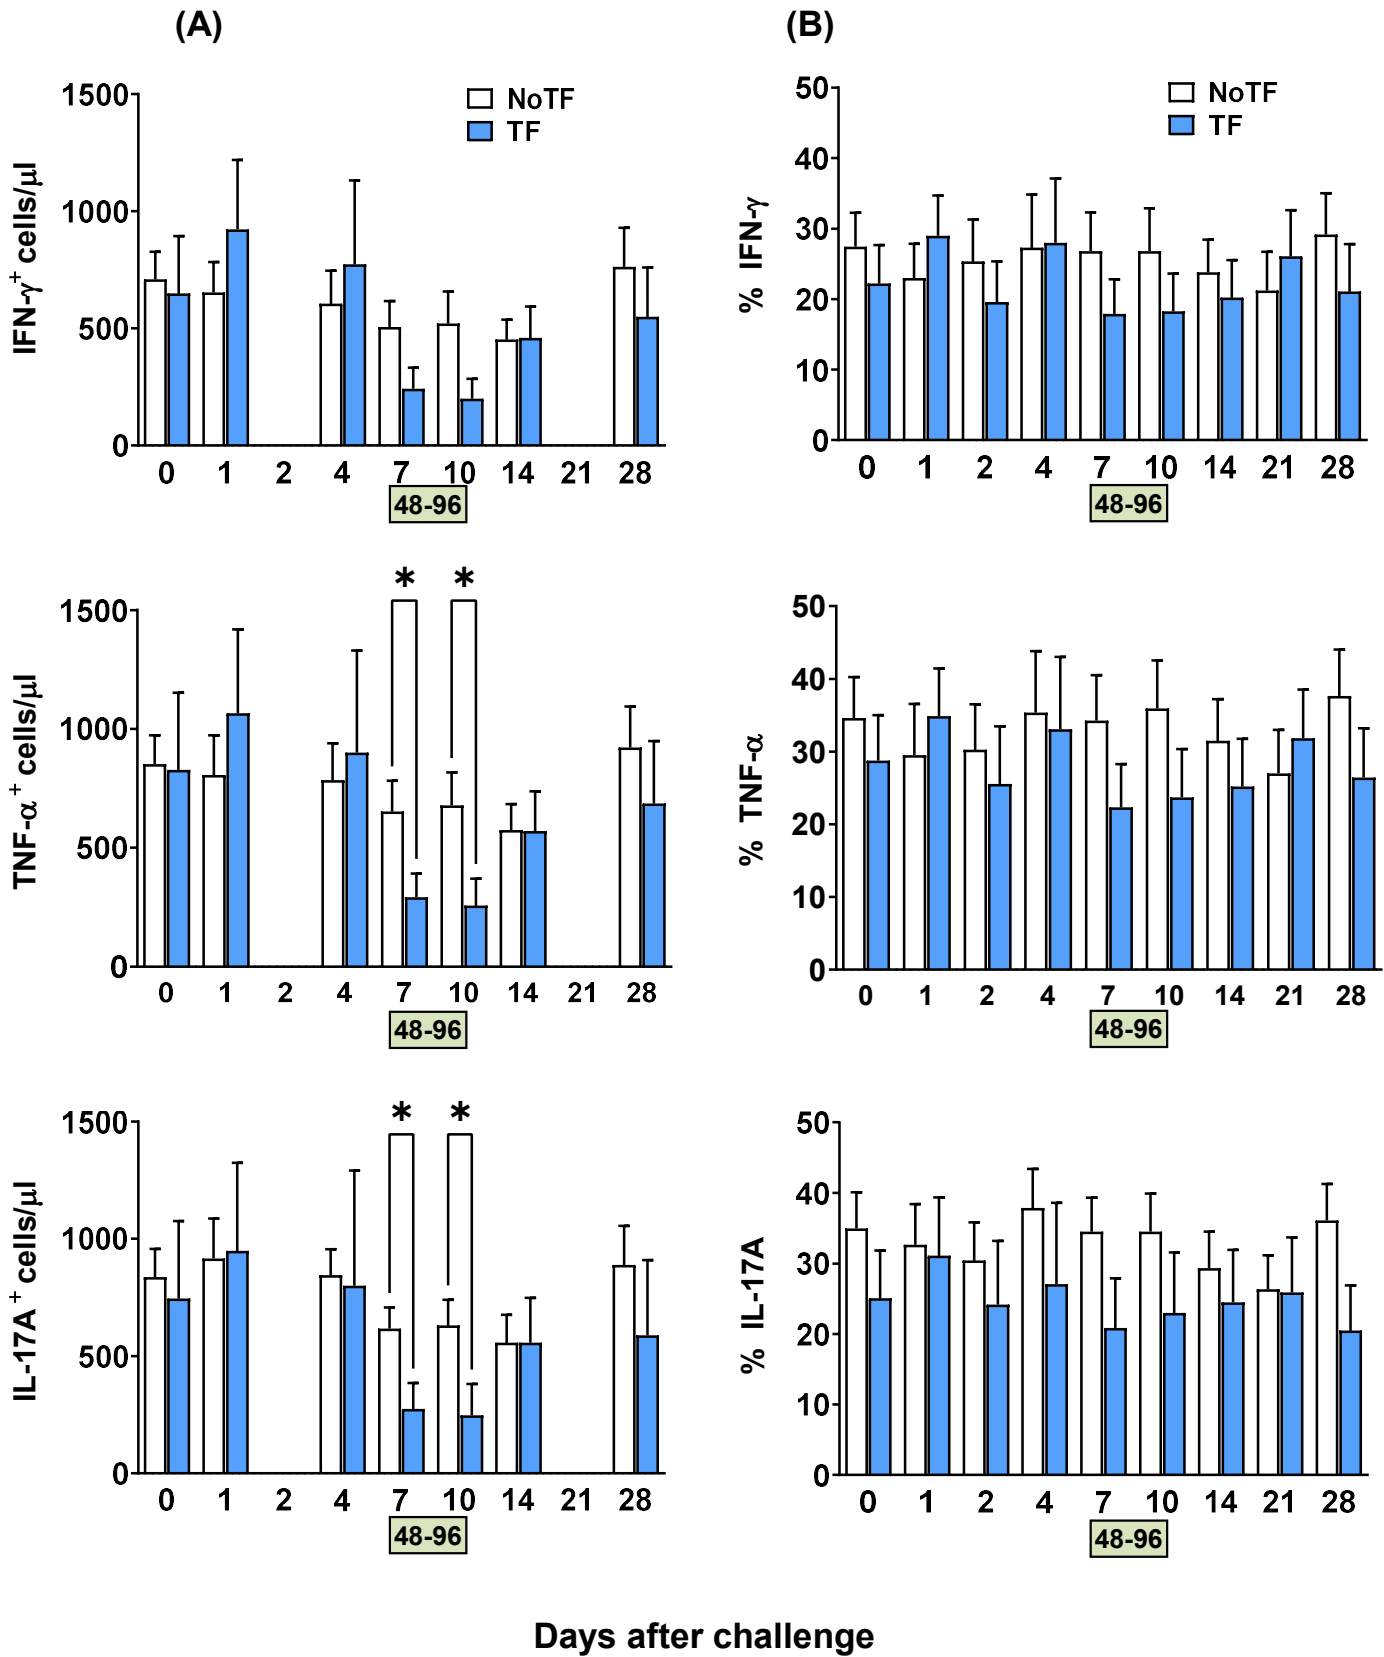 (A)
(B)
IFN-γ⁺ cells/μl
1500
1000
500
0
NoTF
TF
0 1 2 4 7 10 14 21 28
48-96
% IFN-γ
50
40
30
20
10
0
NoTF
TF
0 1 2 4 7 10 14 21 28
48-96
TNF-α⁺ cells/μl
1500
1000
500
0
* *
0 1 2 4 7 10 14 21 28
48-96
% TNF-α
50
40
30
20
10
0
0 1 2 4 7 10 14 21 28
48-96
IL-17A⁺ cells/μl
1500
1000
500
0
* *
0 1 2 4 7 10 14 21 28
48-96
% IL-17A
50
40
30
20
10
0
0 1 2 4 7 10 14 21 28
48-96
Days after challenge